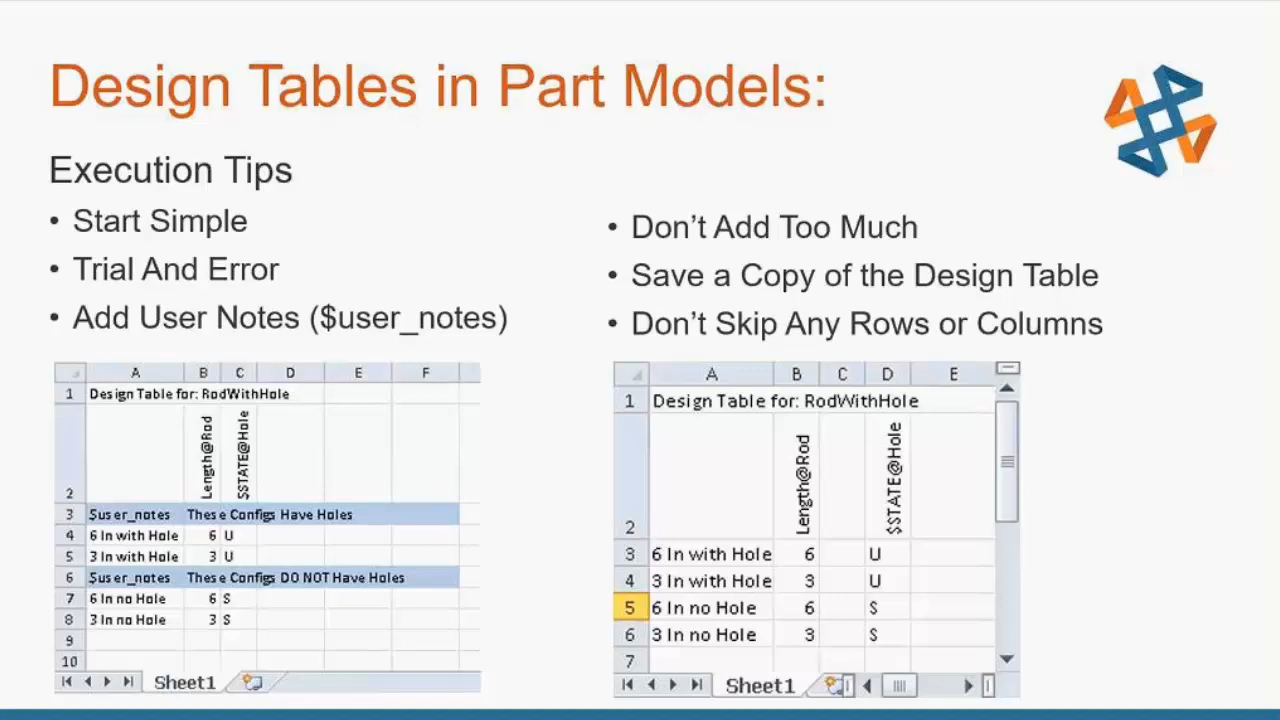 Design Tables in Part Models:
Execution Tips
• Start Simple
• Trial And Error
• Add User Notes ($user_notes)
• Don’t Add Too Much
• Save a Copy of the Design Table
• Don’t Skip Any Rows or Columns
A B C D E F
1 Design Table for: RodWithHole
2 Length@Rod $STATE@Hole
3 $user_notes These Configs Have Holes
4 6 In with Hole 6 U
5 3 In with Hole 3 U
6 $user_notes These Configs DO NOT Have Holes
7 6 In no Hole 6 S
8 3 In no Hole 3 S
9
10
Sheet1
A B C D E
1 Design Table for: RodWithHole
2 Length@Rod $STATE@Hole
3 6 In with Hole 6 U
4 3 In with Hole 3 U
5 6 In no Hole 6 S
6 3 In no Hole 3 S
7
Sheet1